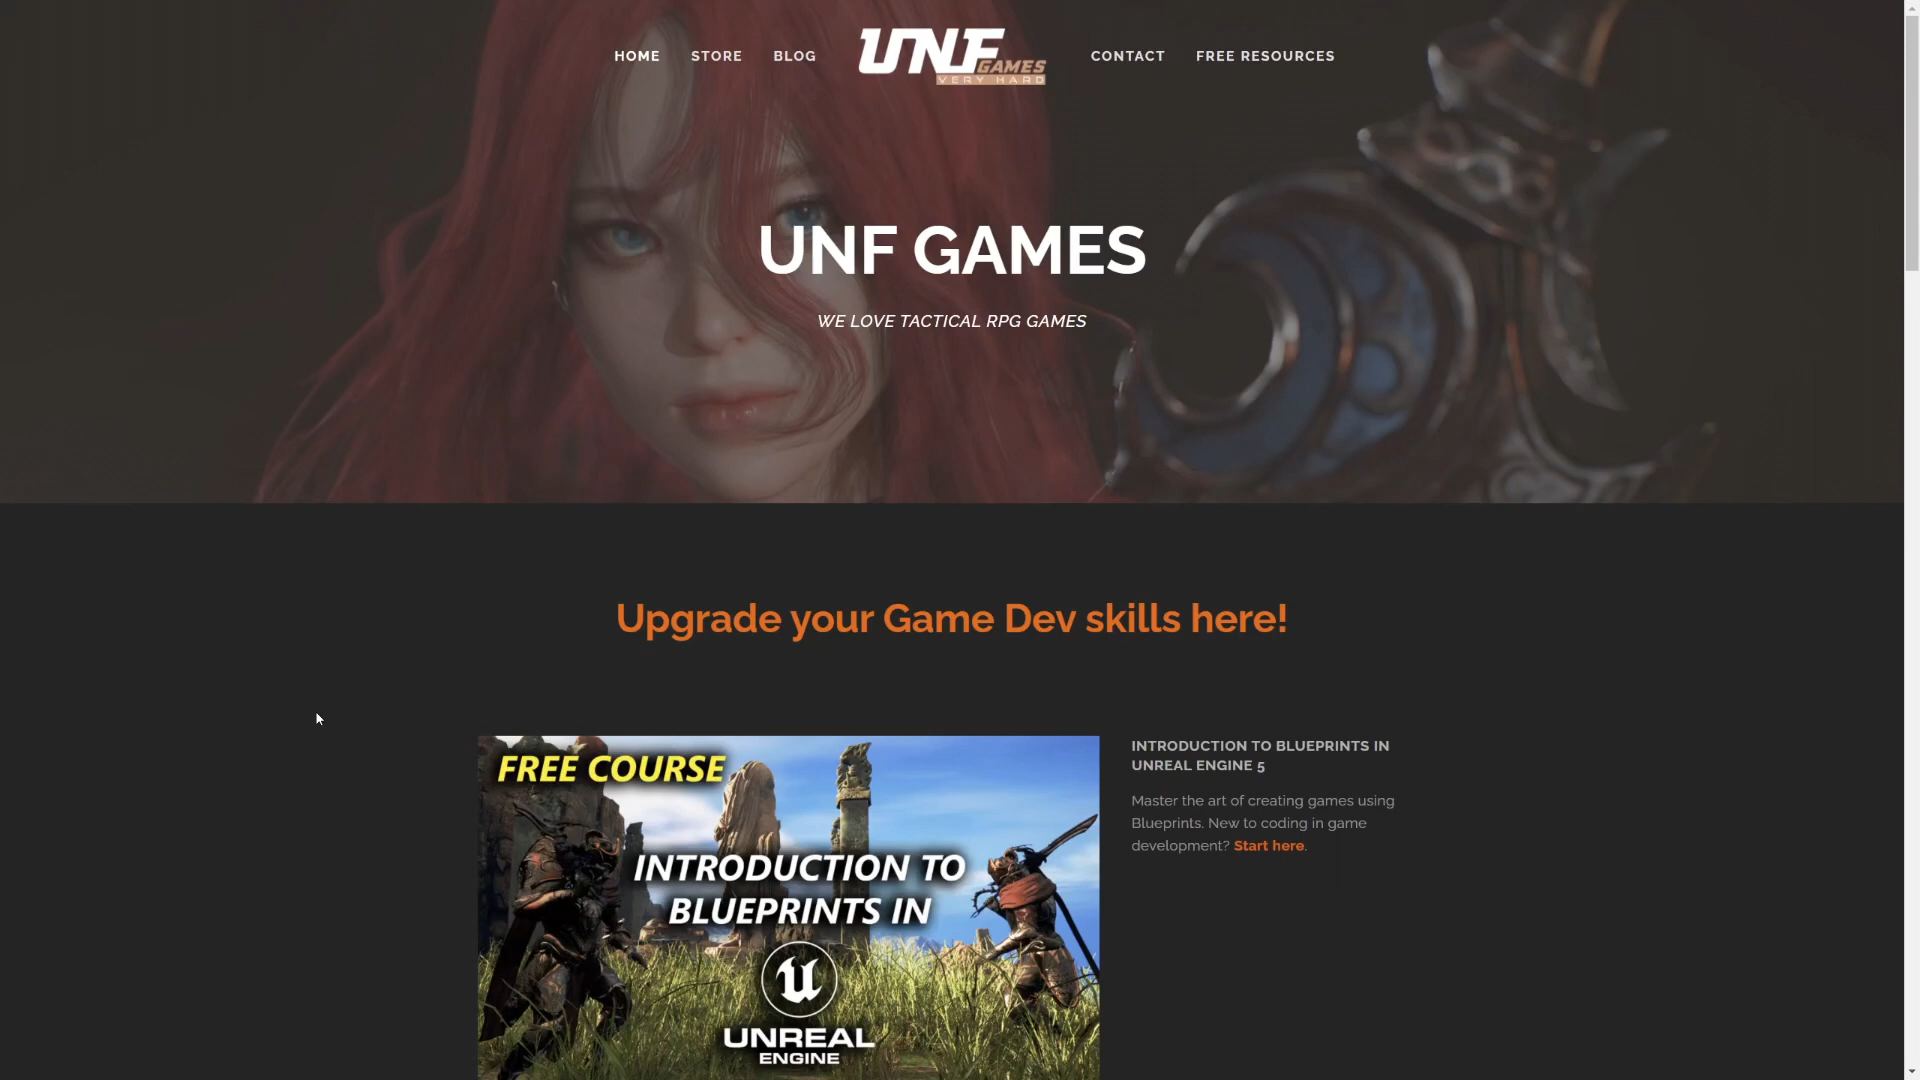 HOME STORE BLOG UNF GAMES VERY HARD CONTACT FREE RESOURCES
UNF GAMES
WE LOVE TACTICAL RPG GAMES
Upgrade your Game Dev skills here!
FREE COURSE
INTRODUCTION TO
BLUEPRINTS IN
UNREAL
ENGINE
INTRODUCTION TO BLUEPRINTS IN
UNREAL ENGINE 5
Master the art of creating games using
Blueprints. New to coding in game
development? Start here.